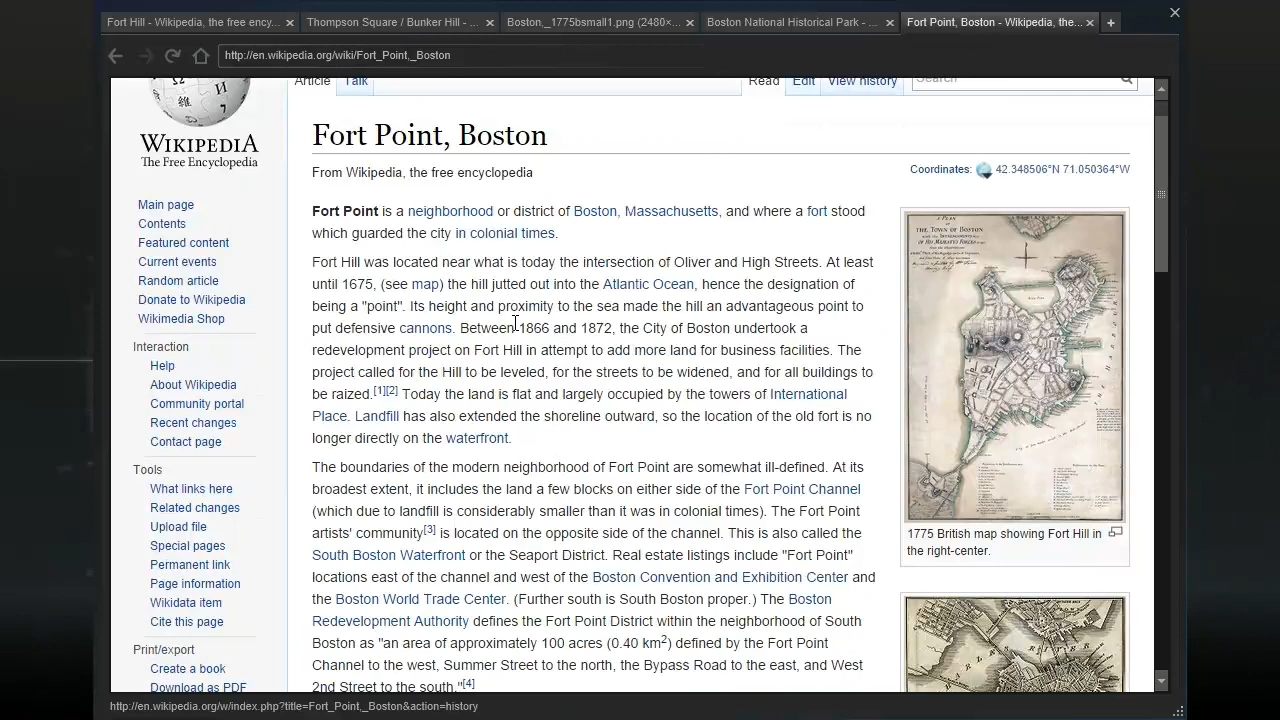 Fort Hill - Wikipedia, the free ency...
Thompson Square / Bunker Hill - ...
Boston,_1775bsmall1.png (2480×...
Boston National Historical Park - ...
Fort Point, Boston - Wikipedia, the...
http://en.wikipedia.org/wiki/Fort_Point,_Boston
Article Talk
Read Edit View history
Search
WIKIPEDIA
The Free Encyclopedia
Main page
Contents
Featured content
Current events
Random article
Donate to Wikipedia
Wikimedia Shop
Interaction
Help
About Wikipedia
Community portal
Recent changes
Contact page
Tools
What links here
Related changes
Upload file
Special pages
Permanent link
Page information
Wikidata item
Cite this page
Print/export
Create a book
Download as PDF
Fort Point, Boston
From Wikipedia, the free encyclopedia
Coordinates: 42.348506°N 71.050364°W
Fort Point is a neighborhood or district of Boston, Massachusetts, and where a fort stood
which guarded the city in colonial times.
Fort Hill was located near what is today the intersection of Oliver and High Streets. At least
until 1675, (see map) the hill jutted out into the Atlantic Ocean, hence the designation of
being a "point". Its height and proximity to the sea made the hill an advantageous point to
put defensive cannons. Between 1866 and 1872, the City of Boston undertook a
redevelopment project on Fort Hill in attempt to add more land for business facilities. The
project called for the Hill to be leveled, for the streets to be widened, and for all buildings to
be raized.[1][2] Today the land is flat and largely occupied by the towers of International
Place. Landfill has also extended the shoreline outward, so the location of the old fort is no
longer directly on the waterfront.
The boundaries of the modern neighborhood of Fort Point are somewhat ill-defined. At its
broadest extent, it includes the land a few blocks on either side of the Fort Point Channel
(which due to landfill is considerably smaller than it was in colonial times). The Fort Point
artists' community[3] is located on the opposite side of the channel. This is also called the
South Boston Waterfront or the Seaport District. Real estate listings include "Fort Point"
locations east of the channel and west of the Boston Convention and Exhibition Center and
the Boston World Trade Center. (Further south is South Boston proper.) The Boston
Redevelopment Authority defines the Fort Point District within the neighborhood of South
Boston as "an area of approximately 100 acres (0.40 km2) defined by the Fort Point
Channel to the west, Summer Street to the north, the Bypass Road to the east, and West
2nd Street to the south."[4]
A PLAN
OF
THE TOWN OF BOSTON
1775 British map showing Fort Hill in
the right-center.
http://en.wikipedia.org/w/index.php?title=Fort_Point,_Boston&action=history